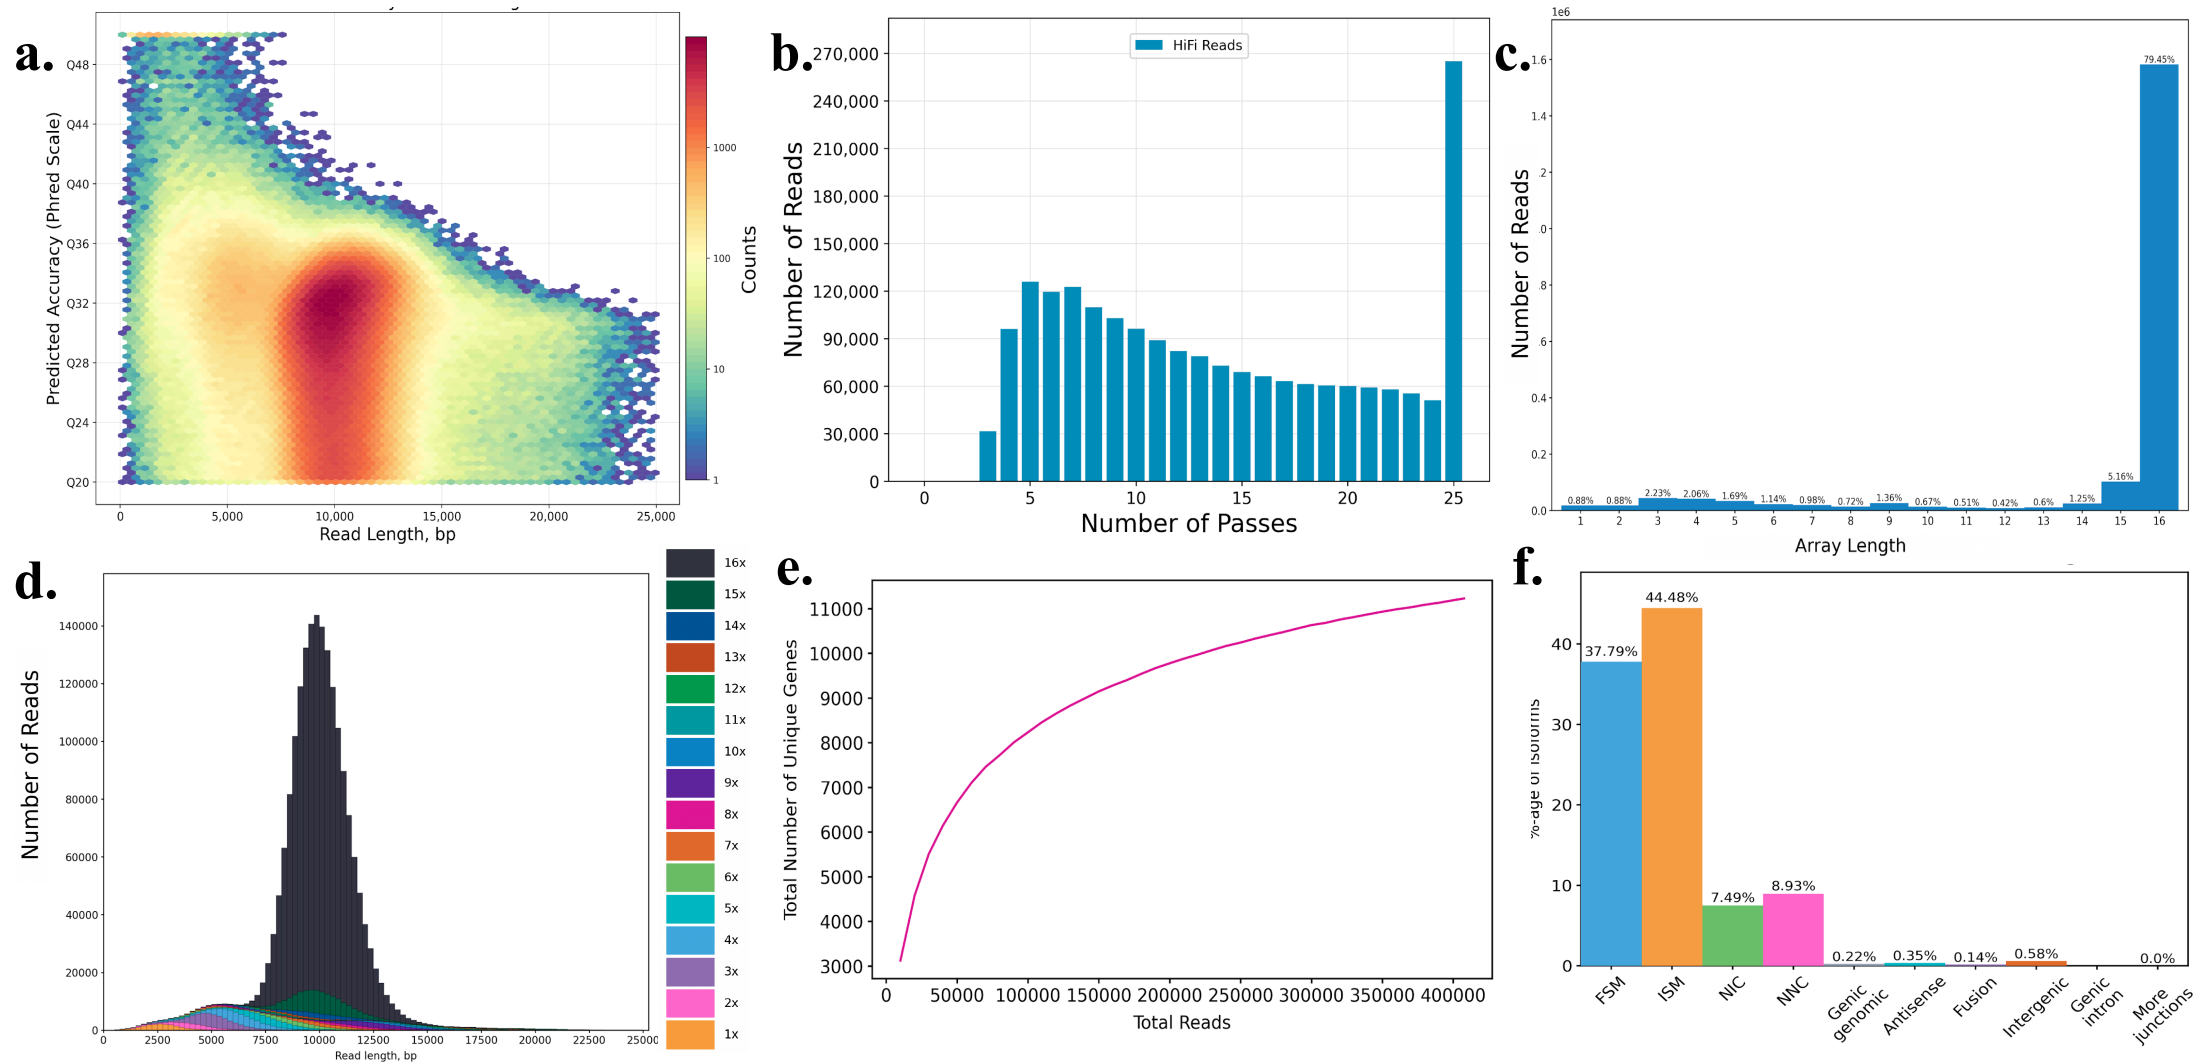 a.
Predicted Accuracy (Phred Scale)
Q48
Q44
Q40
Q36
Q32
Q28
Q24
Q20
0 5,000 10,000 15,000 20,000 25,000
Read Length, bp
1000
100
10
1
Counts
b.
HiFi Reads
Number of Reads
270,000
240,000
210,000
180,000
150,000
120,000
90,000
60,000
30,000
0
0 5 10 15 20 25
Number of Passes
c.
1e6
Number of Reads
1.6
1.4
.2
.0
.8
.6
0.4
0.2
0.0
0.88% 0.88% 2.23% 2.06% 1.69% 1.14% 0.98% 0.72% 1.36% 0.67% 0.51% 0.42% 0.6% 1.25% 5.16% 79.45%
1 2 3 4 5 6 7 8 9 10 11 12 13 14 15 16
Array Length
d.
Number of Reads
140000
120000
100000
80000
60000
40000
20000
0
0 2500 5000 7500 10000 12500 15000 17500 20000 22500 25000
Read length, bp
16x
15x
14x
13x
12x
11x
10x
9x
8x
7x
6x
5x
4x
3x
2x
1x
e.
Total Number of Unique Genes
11000
10000
9000
8000
7000
6000
5000
4000
3000
0 50000 100000 150000 200000 250000 300000 350000 400000
Total Reads
f.
%-age of Isoforms
40
30
20
10
0
37.79% 44.48% 7.49% 8.93% 0.22% 0.35% 0.14% 0.58% 0.0%
FSM
ISM
NIC
NNC
Genic
genomic
Antisense
Fusion
Intergenic
Genic
intron
More
junctions